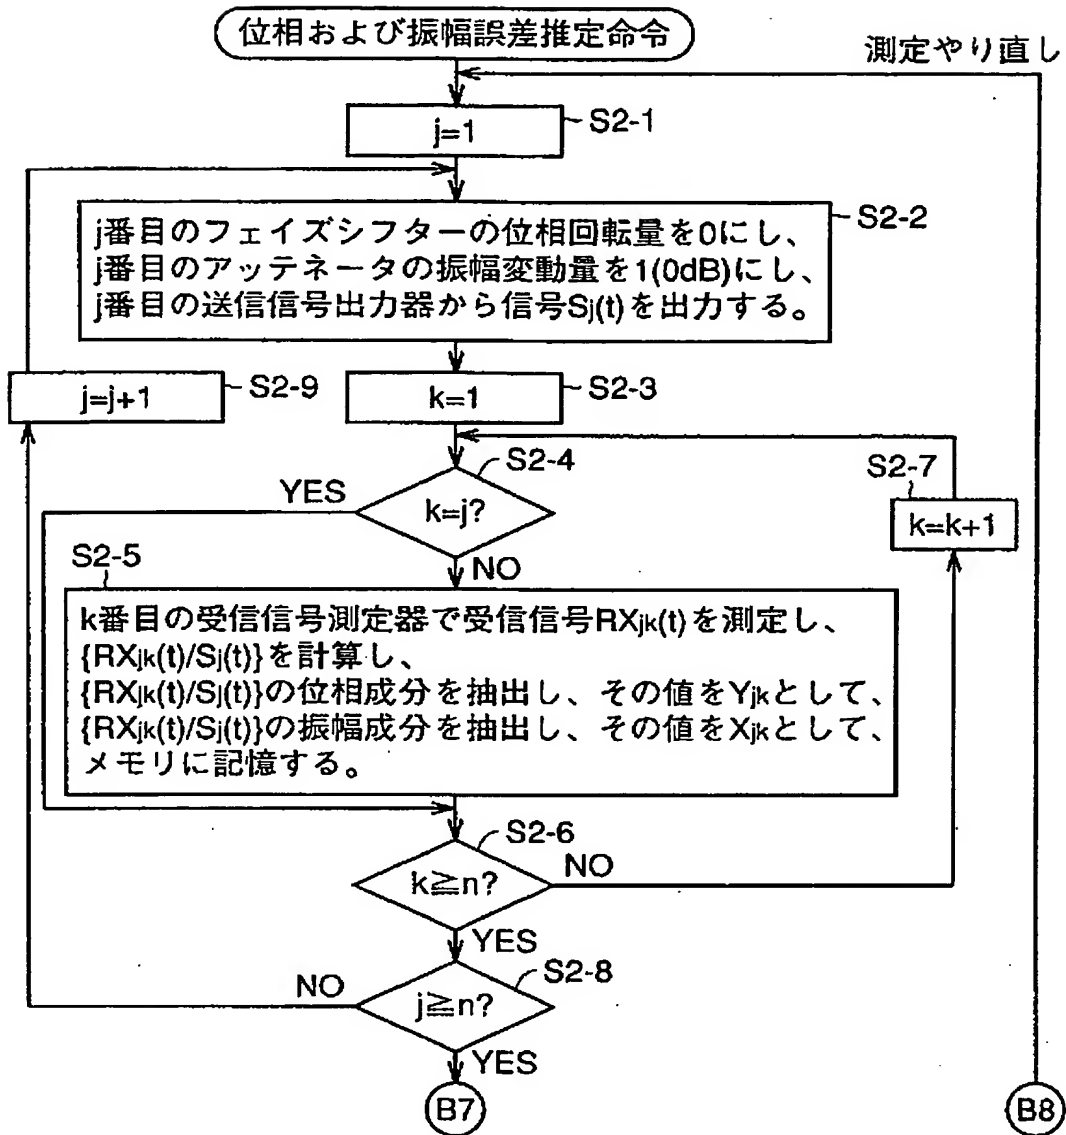 位相および振幅誤差推定命令
測定やり直し
j=1
S2-1
j番目のフェイズシフターの位相回転量を0にし、
j番目のアッテネータの振幅変動量を1(0dB)にし、
j番目の送信信号出力器から信号Sj(t)を出力する。
S2-2
j=j+1
S2-9
k=1
S2-3
S2-4
YES
k=j?
NO
S2-7
k=k+1
S2-5
k番目の受信信号測定器で受信信号RXjk(t)を測定し、
{RXjk(t)/Sj(t)}を計算し、
{RXjk(t)/Sj(t)}の位相成分を抽出し、その値をYjkとして、
{RXjk(t)/Sj(t)}の振幅成分を抽出し、その値をXjkとして、
メモリに記憶する。
S2-6
k≧n?
NO
YES
S2-8
NO
j≧n?
YES
B7
B8